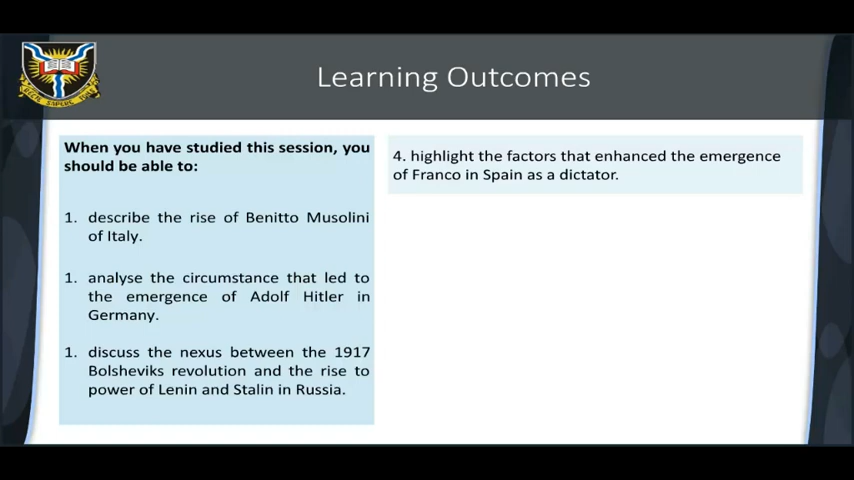 Learning Outcomes
When you have studied this session, you
should be able to:
1. describe the rise of Benitto Musolini
of Italy.
1. analyse the circumstance that led to
the emergence of Adolf Hitler in
Germany.
1. discuss the nexus between the 1917
Bolsheviks revolution and the rise to
power of Lenin and Stalin in Russia.
4. highlight the factors that enhanced the emergence
of Franco in Spain as a dictator.